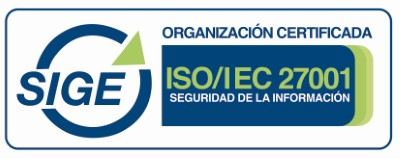 SIGE
ORGANIZACIÓN CERTIFICADA
ISO/IEC 27001
SEGURIDAD DE LA INFORMACIÓN